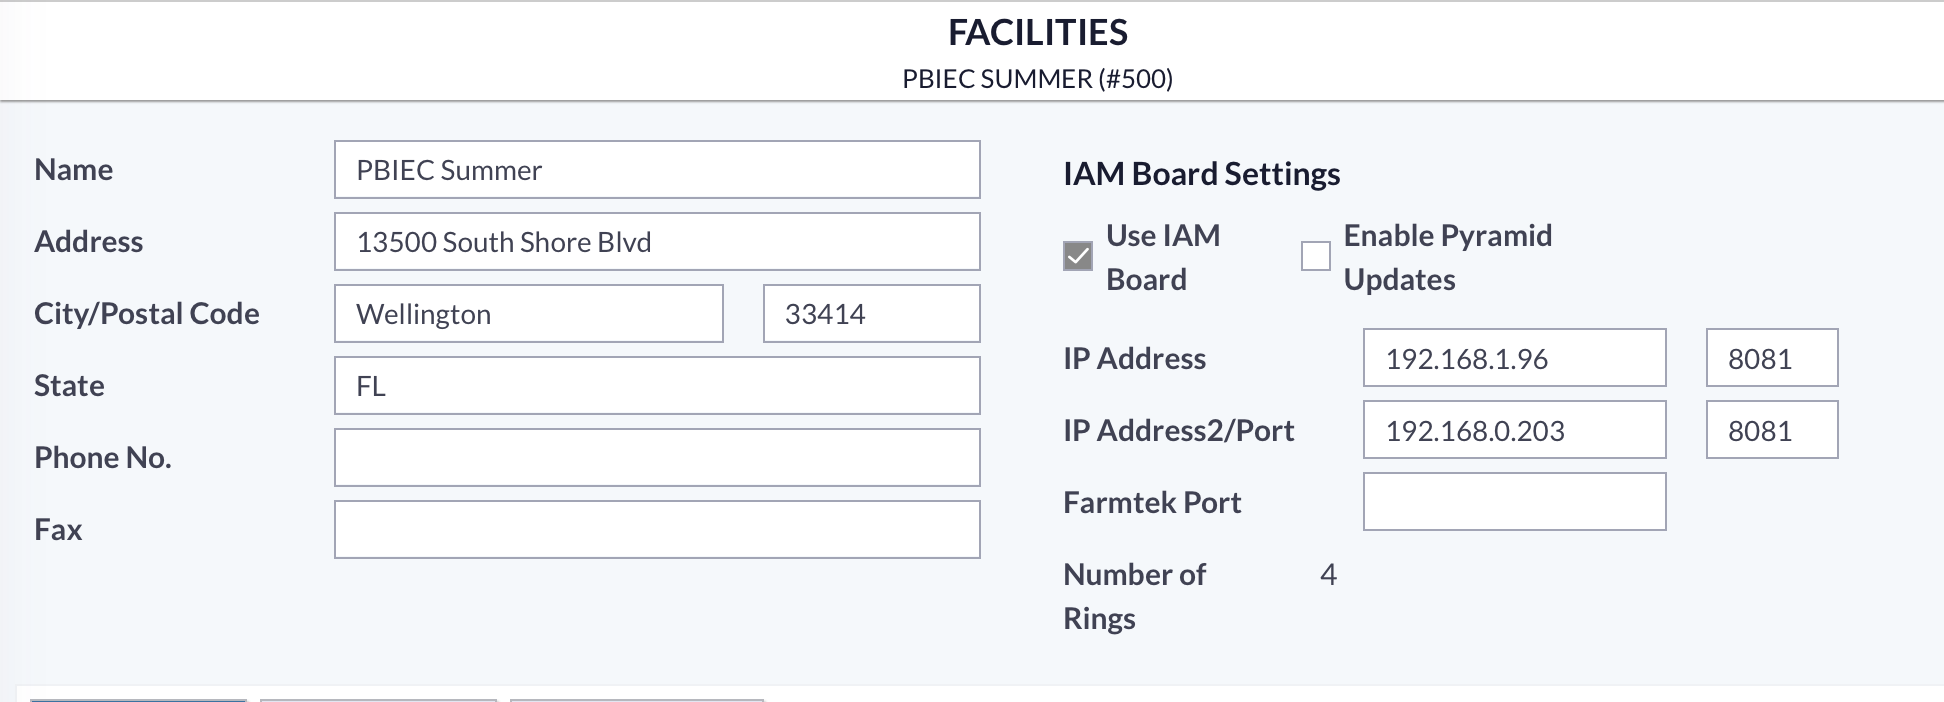 FACILITIES
PBIEC SUMMER (#500)
Name
PBIEC Summer
Address
13500 South Shore Blvd
City/Postal Code
Wellington
33414
State
FL
Phone No.
Fax
IAM Board Settings
Use IAM
Board
Enable Pyramid
Updates
IP Address
192.168.1.96
8081
IP Address2/Port
192.168.0.203
8081
Farmtek Port
Number of
Rings
4